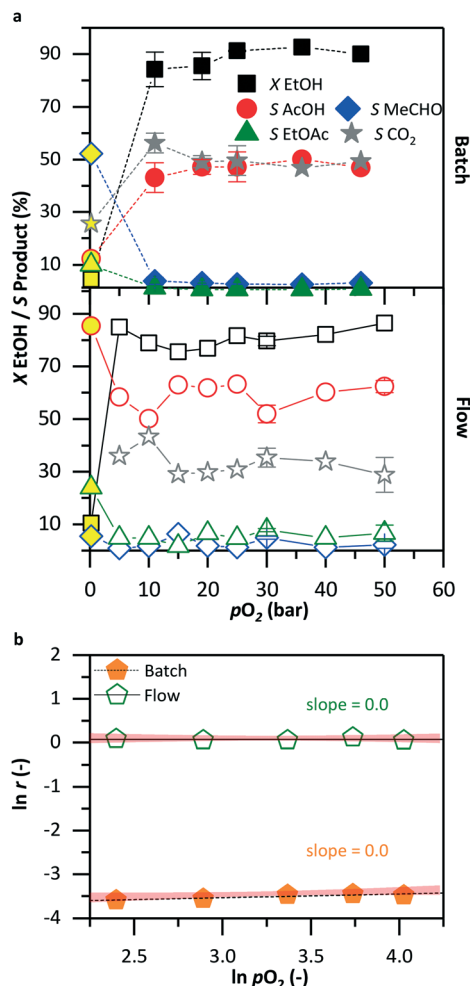 a
90
70
50
30
10
X EtOH
S AcOH S MeCHO
S EtOAc S CO2
Batch
X EtOH / S Product (%)
90
70
50
30
10
Flow
0 10 20 30 40 50 60
pO2 (bar)
b
2
1
0
-1
-2
-3
-4
Batch
Flow
slope = 0.0
slope = 0.0
ln r (-)
2.5 3.0 3.5 4.0
ln pO2 (-)